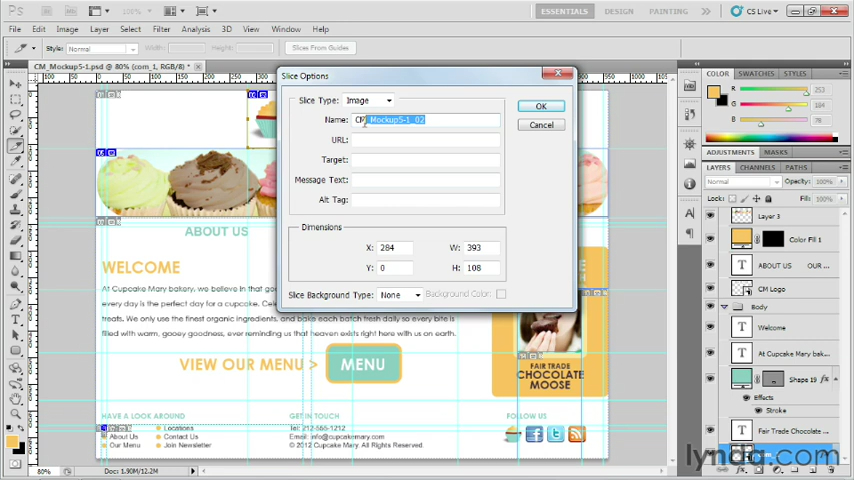 Ps
100%
ESSENTIALS
DESIGN
PAINTING
CS Live
File
Edit
Image
Layer
Select
Filter
Analysis
3D
View
Window
Help
Style: Normal
Width:
Height:
Slices From Guides
CM_Mockup5-1.psd @ 80% (com_1, RGB/8) *
Slice Options
Slice Type: Image
Name: CM_Mockup5-1_02
URL:
Target:
Message Text:
Alt Tag:
OK
Cancel
Dimensions
X: 284
W: 393
Y: 0
H: 108
Slice Background Type: None
Background Color:
ABOUT US
WELCOME
At Cupcake Mary bakery, we believe in that go
every day is the perfect day for a cupcake. Cel
treats. We only use the finest organic ingredients, and bake each batch fresh daily so every
filled with warm, gooey goodness, ever reminding us that heaven exists right here with us on earth.
VIEW OUR MENU >
MENU
FAIR TRADE
CHOCOLATE
MOOSE
HAVE A LOOK AROUND
About Us
Our Menu
Locations
Contact Us
Join Newsletter
GET IN TOUCH
Tel: 212-555-1212
Email: info@cupcakemary.com
© 2012 Cupcake Mary. All Rights Reserved.
FOLLOW US
80%
Doc: 1.90M/12.2M
COLOR
SWATCHES
STYLES
R
253
G
184
B
78
ADJUSTMENTS
MASKS
LAYERS
CHANNELS
PATHS
Normal
Opacity: 100%
Lock:
Fill: 100%
Layer 3
Color Fill 1
ABOUT US OUR ...
CM Logo
Body
Welcome
At Cupcake Mary bak...
Shape 19
fx
Effects
Stroke
Fair Trade Chocolate ...
lynda.com